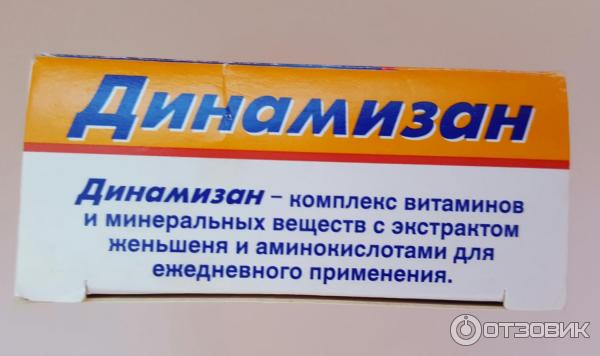 Динамизан
Динамизан – комплекс витаминов
и минеральных веществ с экстрактом
женьшеня и аминокислотами для
ежедневного применения.
ОТЗОВИК